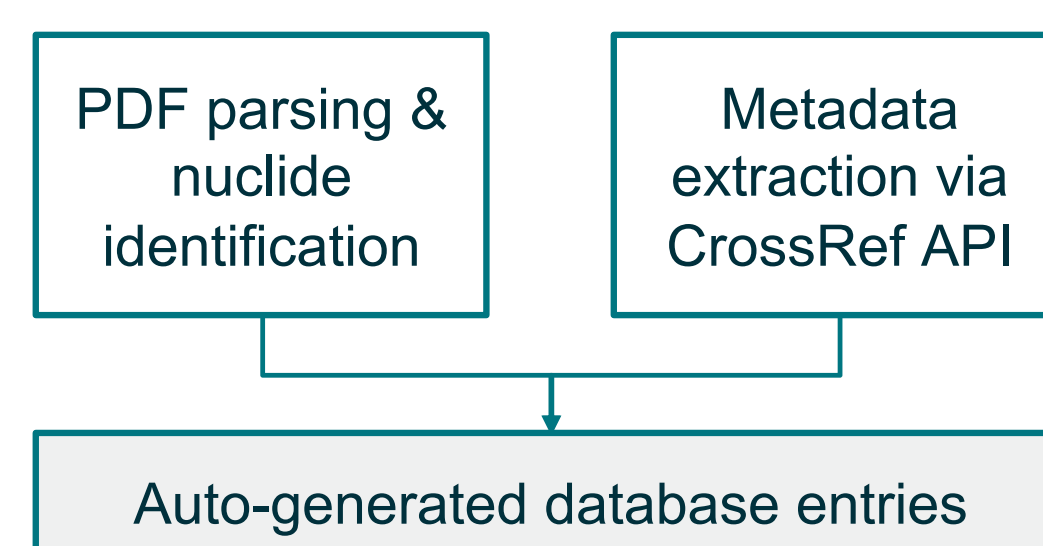 PDF parsing &
nuclide
identification
Metadata
extraction via
CrossRef API
Auto-generated database entries